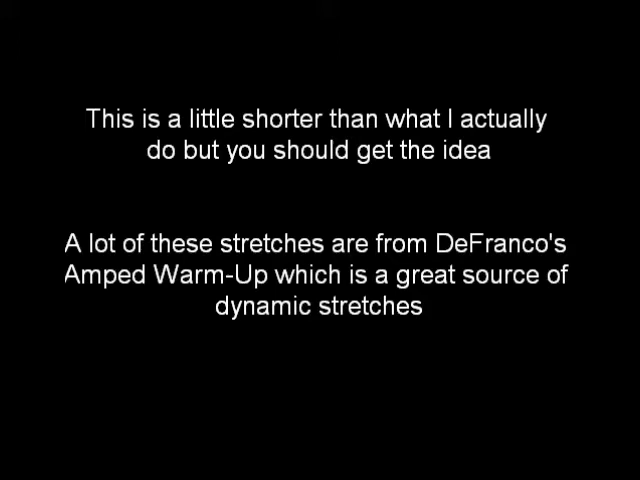 This is a little shorter than what I actually
do but you should get the idea
A lot of these stretches are from DeFranco's
Amped Warm-Up which is a great source of
dynamic stretches